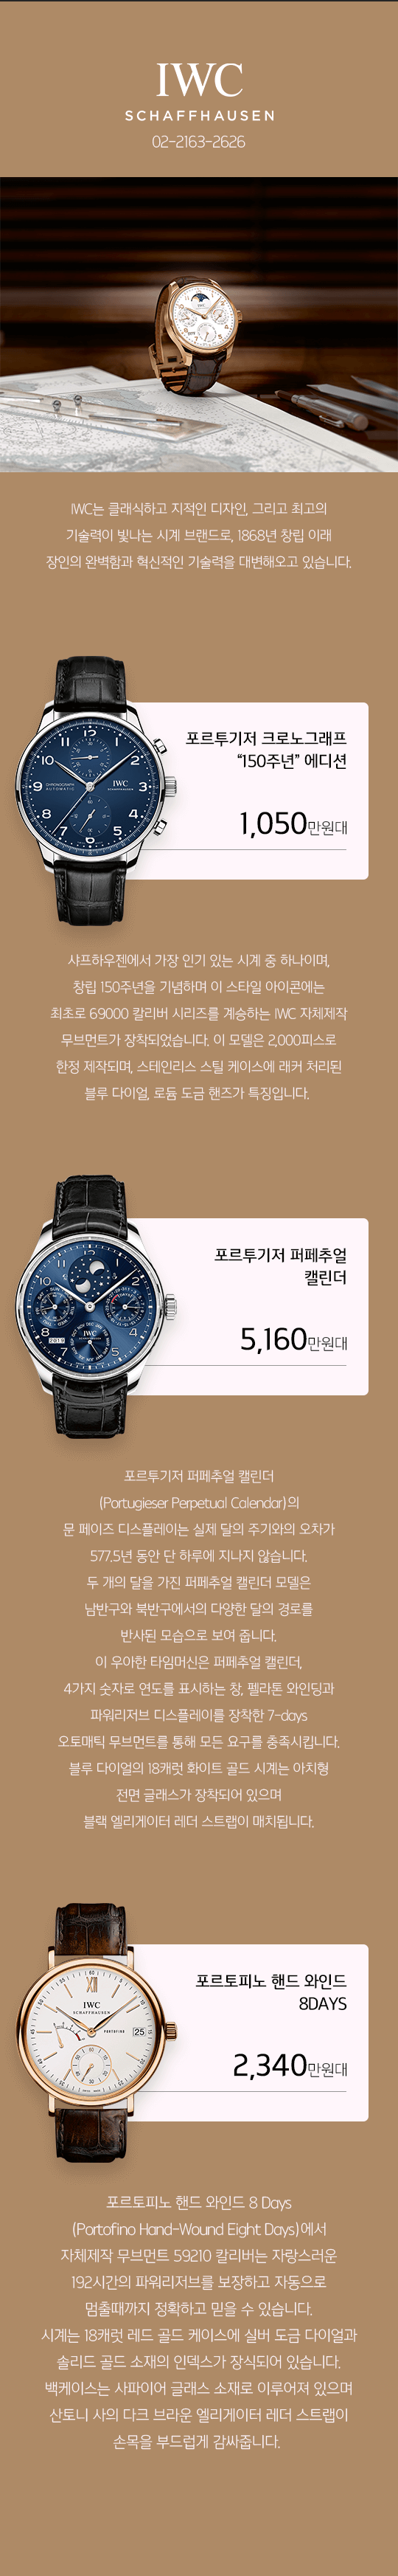 IWC
SCHAFFHAUSEN
02-2163-2626
IWC는 클래식하고 지적인 디자인, 그리고 최고의
기술력이 빛나는 시계 브랜드로, 1868년 창립 이래
장인의 완벽함과 혁신적인 기술력을 대변해오고 있습니다.
포르투기저 크로노그래프
“150주년” 에디션
1,050만원대
샤프하우젠에서 가장 인기 있는 시계 중 하나이며,
창립 150주년을 기념하며 이 스타일 아이콘에는
최초로 69000 칼리버 시리즈를 계승하는 IWC 자체제작
무브먼트가 장착되었습니다. 이 모델은 2,000피스로
한정 제작되며, 스테인리스 스틸 케이스에 래커 처리된
블루 다이얼, 로듐 도금 핸즈가 특징입니다.
포르투기저 퍼페추얼
캘린더
5,160만원대
포르투기저 퍼페추얼 캘린더
(Portugieser Perpetual Calendar)의
문 페이즈 디스플레이는 실제 달의 주기와의 오차가
577.5년 동안 단 하루에 지나지 않습니다.
두 개의 달을 가진 퍼페추얼 캘린더 모델은
남반구와 북반구에서의 다양한 달의 경로를
반사된 모습으로 보여 줍니다.
이 우아한 타임머신은 퍼페추얼 캘린더,
4가지 숫자로 연도를 표시하는 창, 펠라톤 와인딩과
파워리저브 디스플레이를 장착한 7-days
오토매틱 무브먼트를 통해 모든 요구를 충족시킵니다.
블루 다이얼의 18캐럿 화이트 골드 시계는 아치형
전면 글래스가 장착되어 있으며
블랙 엘리게이터 레더 스트랩이 매치됩니다.
포르토피노 핸드 와인드
8DAYS
2,340만원대
포르토피노 핸드 와인드 8 Days
(Portofino Hand-Wound Eight Days)에서
자체제작 무브먼트 59210 칼리버는 자랑스러운
192시간의 파워리저브를 보장하고 자동으로
멈출때까지 정확하고 믿을 수 있습니다.
시계는 18캐럿 레드 골드 케이스에 실버 도금 다이얼과
솔리드 골드 소재의 인덱스가 장식되어 있습니다.
백케이스는 사파이어 글래스 소재로 이루어져 있으며
산토니 사의 다크 브라운 엘리게이터 레더 스트랩이
손목을 부드럽게 감싸줍니다.